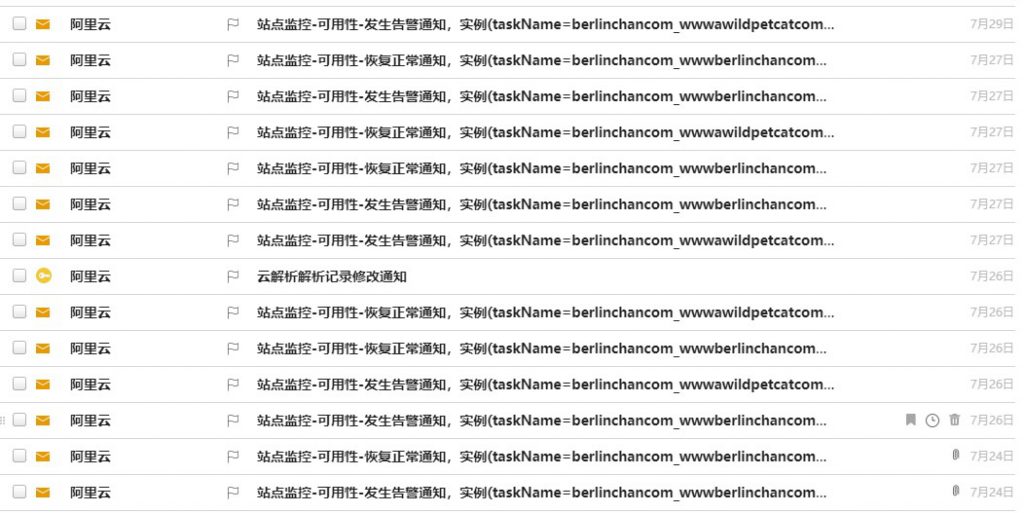 阿里云 站点监控-可用性-发生告警通知，实例(taskName=berlinchancom_wwwawildpetcatcom... 7月29日
阿里云 站点监控-可用性-恢复正常通知，实例(taskName=berlinchancom_wwwberlinchancom... 7月27日
阿里云 站点监控-可用性-发生告警通知，实例(taskName=berlinchancom_wwwberlinchancom... 7月27日
阿里云 站点监控-可用性-恢复正常通知，实例(taskName=berlinchancom_wwwawildpetcatcom... 7月27日
阿里云 站点监控-可用性-恢复正常通知，实例(taskName=berlinchancom_wwwberlinchancom... 7月27日
阿里云 站点监控-可用性-发生告警通知，实例(taskName=berlinchancom_wwwberlinchancom... 7月27日
阿里云 站点监控-可用性-发生告警通知，实例(taskName=berlinchancom_wwwawildpetcatcom... 7月27日
阿里云 云解析解析记录修改通知 7月26日
阿里云 站点监控-可用性-恢复正常通知，实例(taskName=berlinchancom_wwwawildpetcatcom... 7月26日
阿里云 站点监控-可用性-恢复正常通知，实例(taskName=berlinchancom_wwwberlinchancom... 7月26日
阿里云 站点监控-可用性-发生告警通知，实例(taskName=berlinchancom_wwwawildpetcatcom... 7月26日
阿里云 站点监控-可用性-发生告警通知，实例(taskName=berlinchancom_wwwberlinchancom... 7月26日
阿里云 站点监控-可用性-恢复正常通知，实例(taskName=berlinchancom_wwwberlinchancom... 7月24日
阿里云 站点监控-可用性-发生告警通知，实例(taskName=berlinchancom_wwwberlinchancom... 7月24日